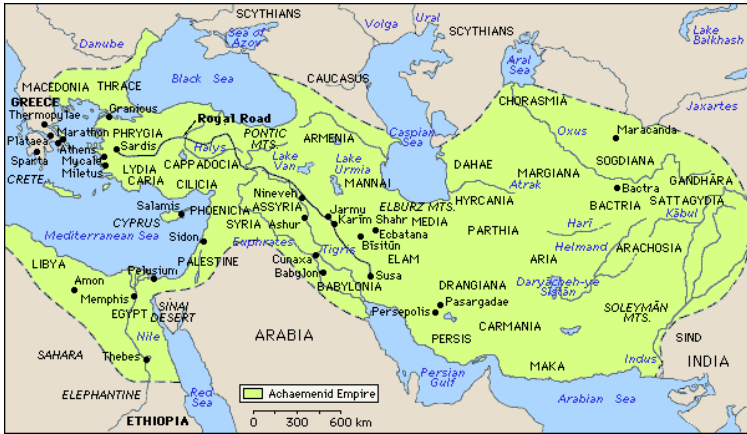 SCYTHIANS
Volga
Ural
SCYTHIANS
Lake
Balkhash
Sea of
Azov
Danube
Aral
Sea
Black Sea
CAUCASUS
MACEDONIA
THRACE
CHORASMIA
Jaxartes
GREECE
Granicus
Royal Road
Thermopylae
Marathon
PHRYGIA
PONTIC
MTS.
ARMENIA
Caspian
Sea
Oxus
Maracanda
Plataea
Athens
Sardis
Halys
SOGDIANA
Sparta
Mycale
LYDIA
CAPPADOCIA
Lake
Van
Lake
Urmia
DAHAE
MARGIANA
GANDHĀRA
Miletus
CARIA
CILICIA
MANNAI
Atrak
Bactra
CRETE
Nineveh
ELBURZ MTS.
HYRCANIA
BACTRIA
SATTAGYDIA
Salamis
PHOENICIA
ASSYRIA
Jarmy
Karīm Shahr
MEDIA
Kābul
CYPRUS
SYRIA
Ashur
Ecbatana
PARTHIA
Harī
Mediterranean Sea
Sidon
Euphrates
Tigris
Bīsitūn
ARIA
Helmand
ARACHOSIA
LIBYA
PALESTINE
Cunaxa
ELAM
Pelusium
Babylon
Susa
DRANGIANA
Daryācheh-ye
Sīstān
Amon
Memphis
BABYLONIA
Pasargadae
SOLEYMĀN
MTS.
EGYPT
SINAI
DESERT
Persepolis
CARMANIA
Nile
ARABIA
PERSIS
SIND
SAHARA
Thebes
MAKA
Indus
INDIA
Persian
Gulf
ELEPHANTINE
Red
Sea
Achaemenid Empire
Arabian Sea
ETHIOPIA
0 300 600 km